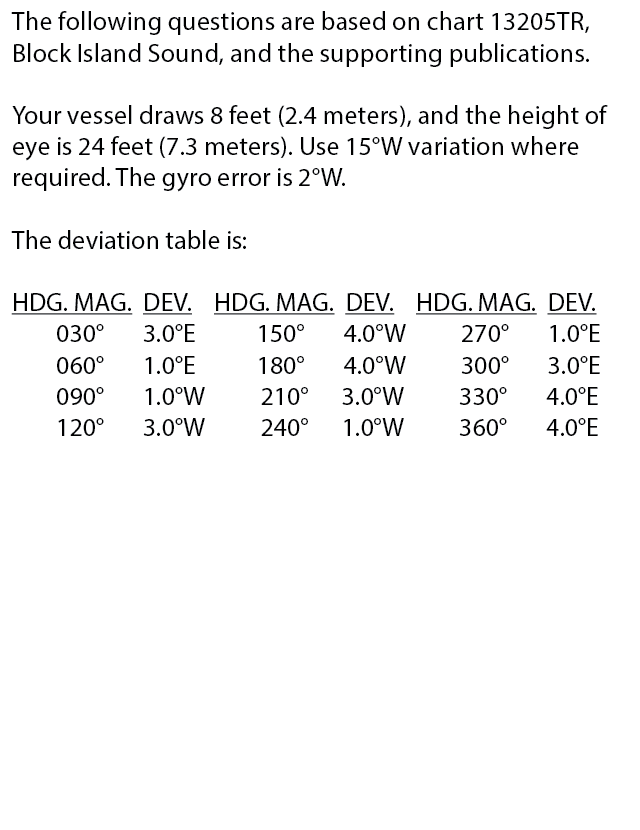 The following questions are based on chart 13205TR,
Block Island Sound, and the supporting publications.
Your vessel draws 8 feet (2.4 meters), and the height of
eye is 24 feet (7.3 meters). Use 15°W variation where
required. The gyro error is 2°W.
The deviation table is:
HDG. MAG. DEV. HDG. MAG. DEV. HDG. MAG. DEV.
030° 3.0°E 150° 4.0°W 270° 1.0°E
060° 1.0°E 180° 4.0°W 300° 3.0°E
090° 1.0°W 210° 3.0°W 330° 4.0°E
120° 3.0°W 240° 1.0°W 360° 4.0°E